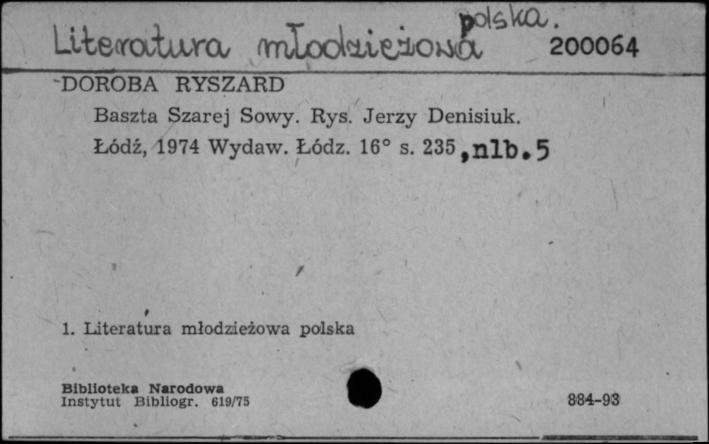 Literatura młodzieżowa polska.
200064
DOROBA RYSZARD
Baszta Szarej Sowy. Rys. Jerzy Denisiuk.
Łódź, 1974 Wydaw. Łódz. 16° s. 235, nlb. 5
1. Literatura młodzieżowa polska
Biblioteka Narodowa
Instytut Bibliogr. 619/75
884-93